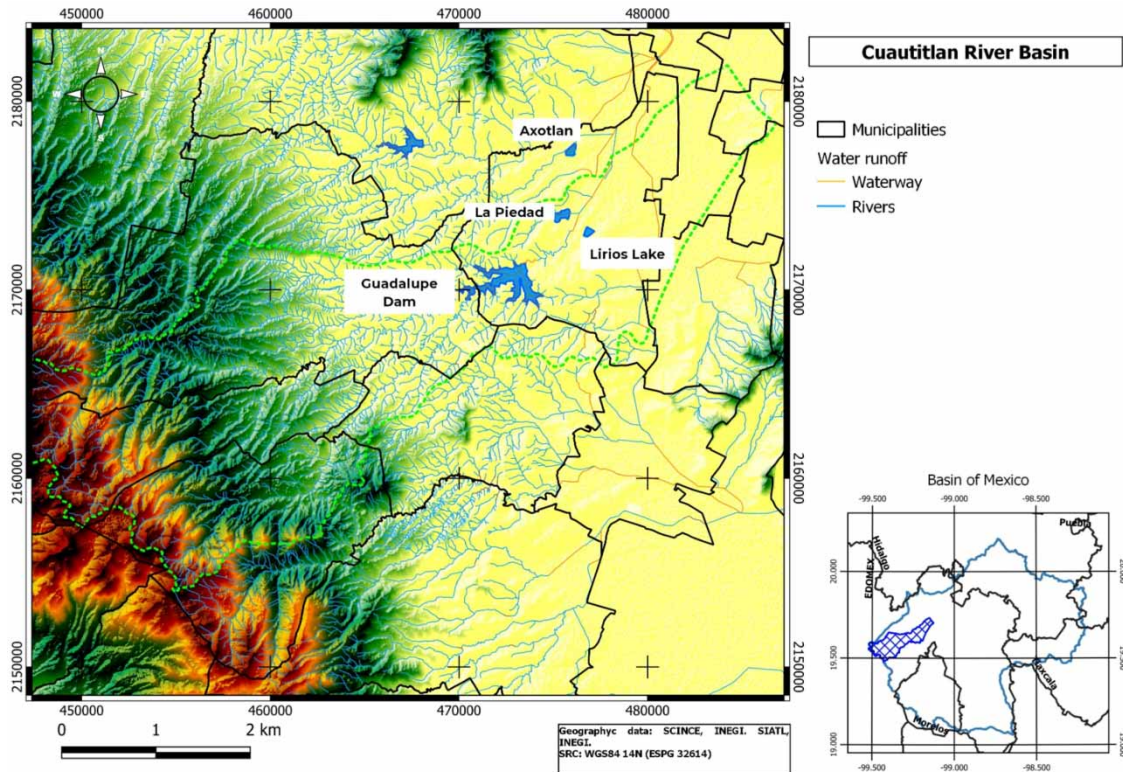 450000 460000 470000 480000
Cuautitlan River Basin
N
W E
S
2180000 2180000
Axotlan
Municipalities
Water runoff
Waterway
Rivers
La Piedad
Lirios Lake
Guadalupe
Dam
2170000 2170000
2160000 2160000
2150000 2150000
450000 460000 470000 480000
0 1 2 km
Geographyc data: SCINCE, INEGI. SIATL,
INEGI.
SRC: WGS84 14N (ESPG 32614)
Basin of Mexico
-99.500 -99.000 -98.500
Puebla
Hidalgo
EDOMEX
20.000
19.500
Morelos
19.000
-99.500 -99.000 -98.500